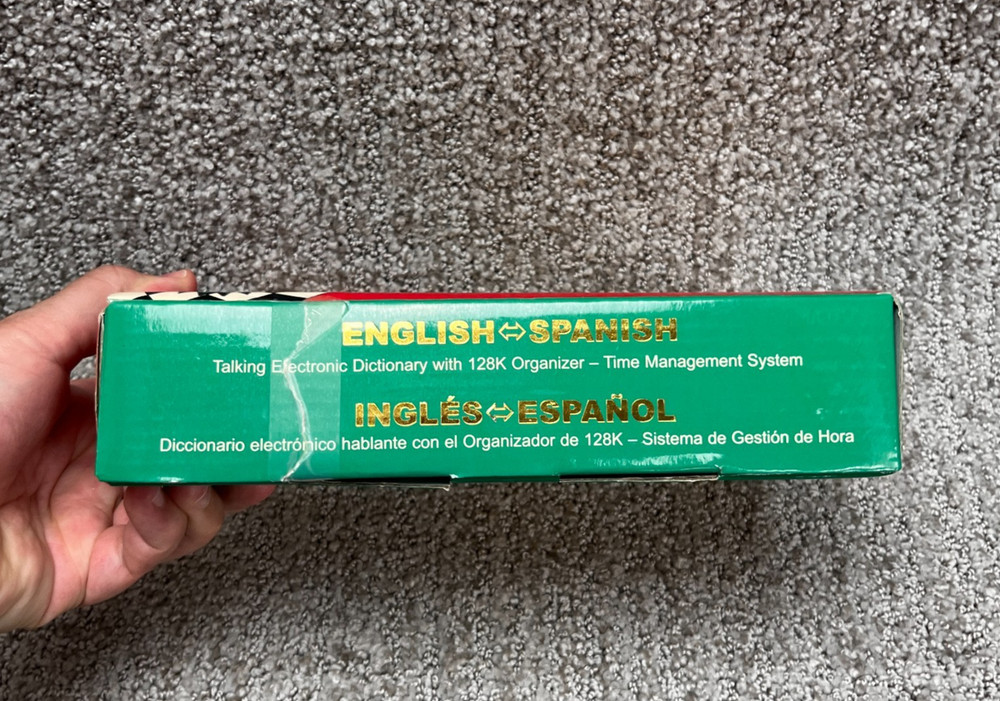 ENGLISH⇔SPANISH
Talking Electronic Dictionary with 128K Organizer – Time Management System
INGLÉS⇔ESPAÑOL
Diccionario electrónico hablante con el Organizador de 128K – Sistema de Gestión de Hora